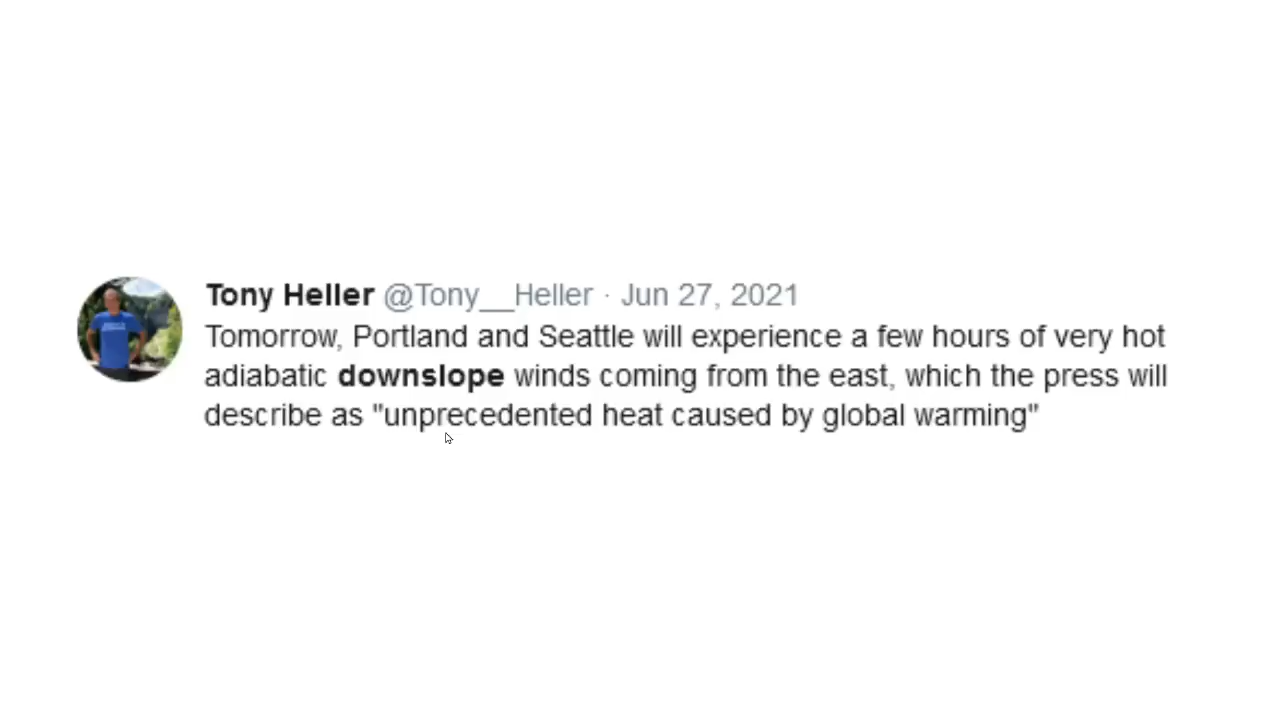 Tony Heller @Tony__Heller · Jun 27, 2021
Tomorrow, Portland and Seattle will experience a few hours of very hot
adiabatic downslope winds coming from the east, which the press will
describe as "unprecedented heat caused by global warming"